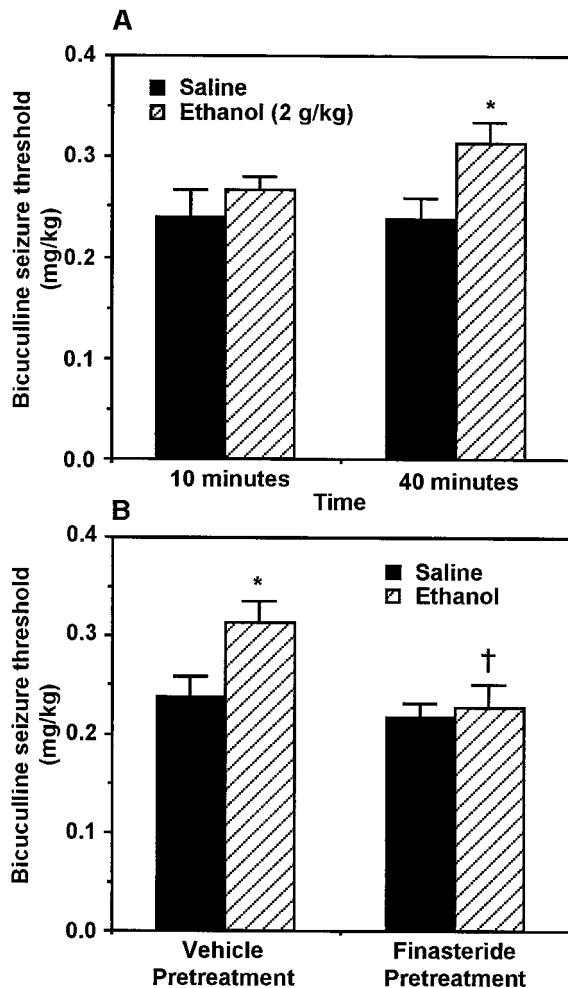 A
Bicuculline seizure threshold
(mg/kg)
0.4
0.3
0.2
0.1
0.0
Saline
Ethanol (2 g/kg)
*
10 minutes
40 minutes
Time
B
Bicuculline seizure threshold
(mg/kg)
0.4
0.3
0.2
0.1
0.0
*
Saline
Ethanol
†
Vehicle
Pretreatment
Finasteride
Pretreatment